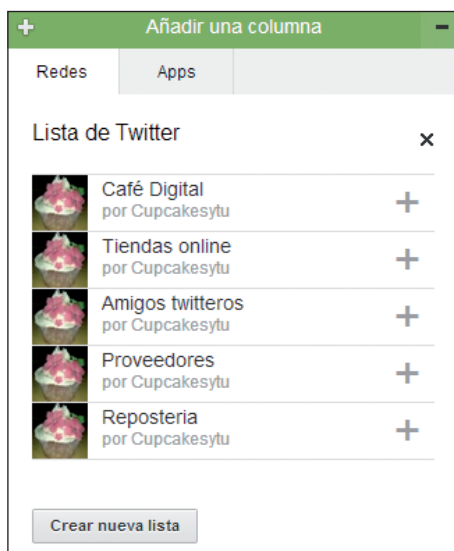 Añadir una columna
Redes Apps
Lista de Twitter
Café Digital
por Cupcakesytu
Tiendas online
por Cupcakesytu
Amigos twitteros
por Cupcakesytu
Proveedores
por Cupcakesytu
Reposteria
por Cupcakesytu
Crear nueva lista